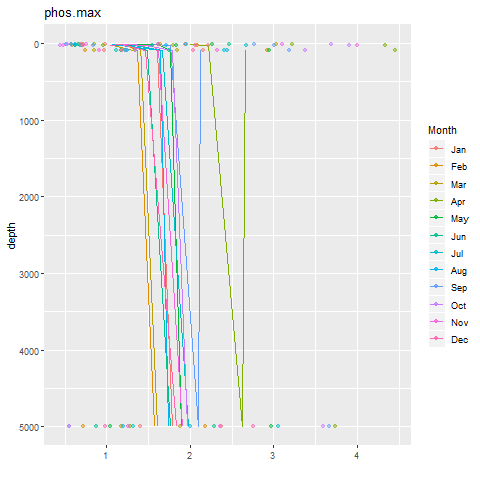 phos.max
0
1000
2000
3000
4000
5000
depth
1
2
3
4
Month
Jan
Feb
Mar
Apr
May
Jun
Jul
Aug
Sep
Oct
Nov
Dec